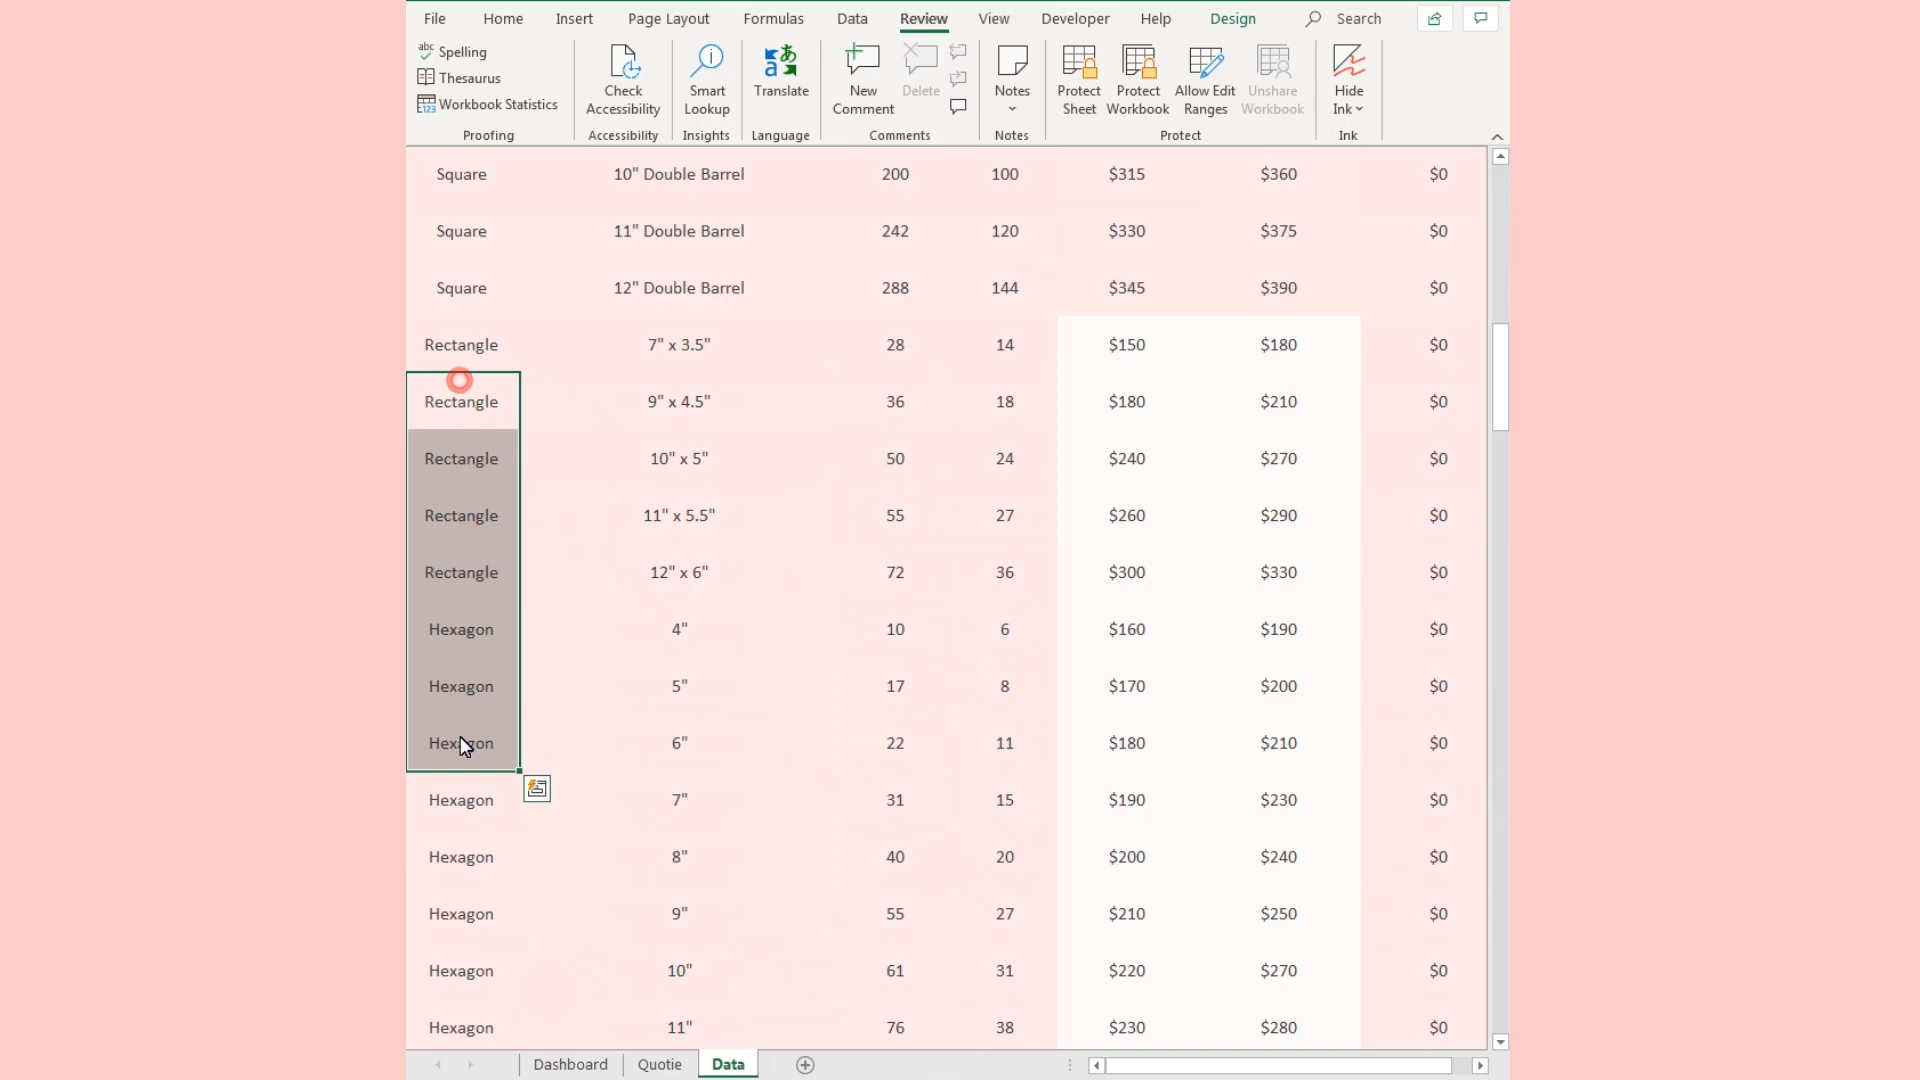 File Home Insert Page Layout Formulas Data Review View Developer Help Design Search
abc Spelling
Thesaurus
123 Workbook Statistics
Proofing
Check Accessibility
Accessibility
Smart Lookup
Insights
Translate
Language
New Comment
Delete
Comments
Notes
Notes
Protect Sheet
Protect Workbook
Allow Edit Ranges
Unshare Workbook
Protect
Hide Ink
Ink
Square 10" Double Barrel 200 100 $315 $360 $0
Square 11" Double Barrel 242 120 $330 $375 $0
Square 12" Double Barrel 288 144 $345 $390 $0
Rectangle 7" x 3.5" 28 14 $150 $180 $0
Rectangle 9" x 4.5" 36 18 $180 $210 $0
Rectangle 10" x 5" 50 24 $240 $270 $0
Rectangle 11" x 5.5" 55 27 $260 $290 $0
Rectangle 12" x 6" 72 36 $300 $330 $0
Hexagon 4" 10 6 $160 $190 $0
Hexagon 5" 17 8 $170 $200 $0
Hexagon 6" 22 11 $180 $210 $0
Hexagon 7" 31 15 $190 $230 $0
Hexagon 8" 40 20 $200 $240 $0
Hexagon 9" 55 27 $210 $250 $0
Hexagon 10" 61 31 $220 $270 $0
Hexagon 11" 76 38 $230 $280 $0
Dashboard Quotie Data